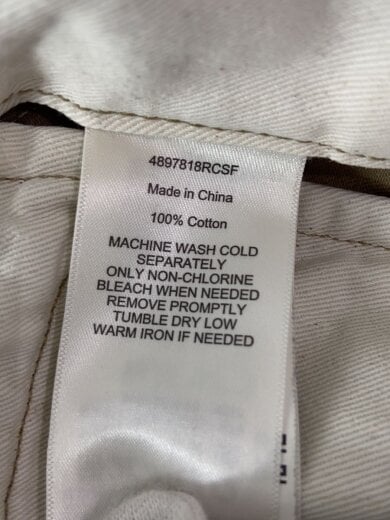 4897818RCSF
Made in China
100% Cotton
MACHINE WASH COLD
SEPARATELY
ONLY NON-CHLORINE
BLEACH WHEN NEEDED
REMOVE PROMPTLY
TUMBLE DRY LOW
WARM IRON IF NEEDED